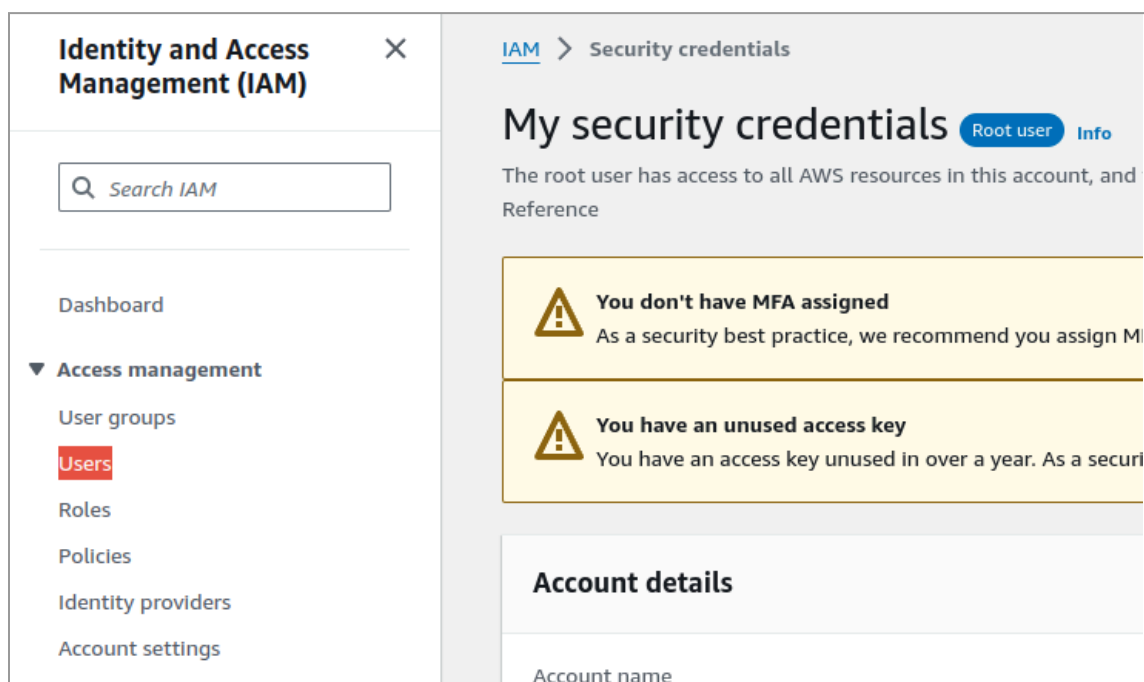 Identity and Access
Management (IAM)
Search IAM
Dashboard
Access management
User groups
Users
Roles
Policies
Identity providers
Account settings
IAM > Security credentials
My security credentials Root user Info
The root user has access to all AWS resources in this account, and
Reference
You don't have MFA assigned
As a security best practice, we recommend you assign
You have an unused access key
You have an access key unused in over a year. As a
Account details
Account name